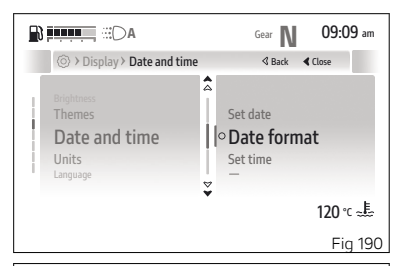 A
Gear N
09:09 am
Display Date and time
Back Close
Brightness
Themes
Date and time
Units
Language
Set date
Date format
Set time
120 °C
Fig 190